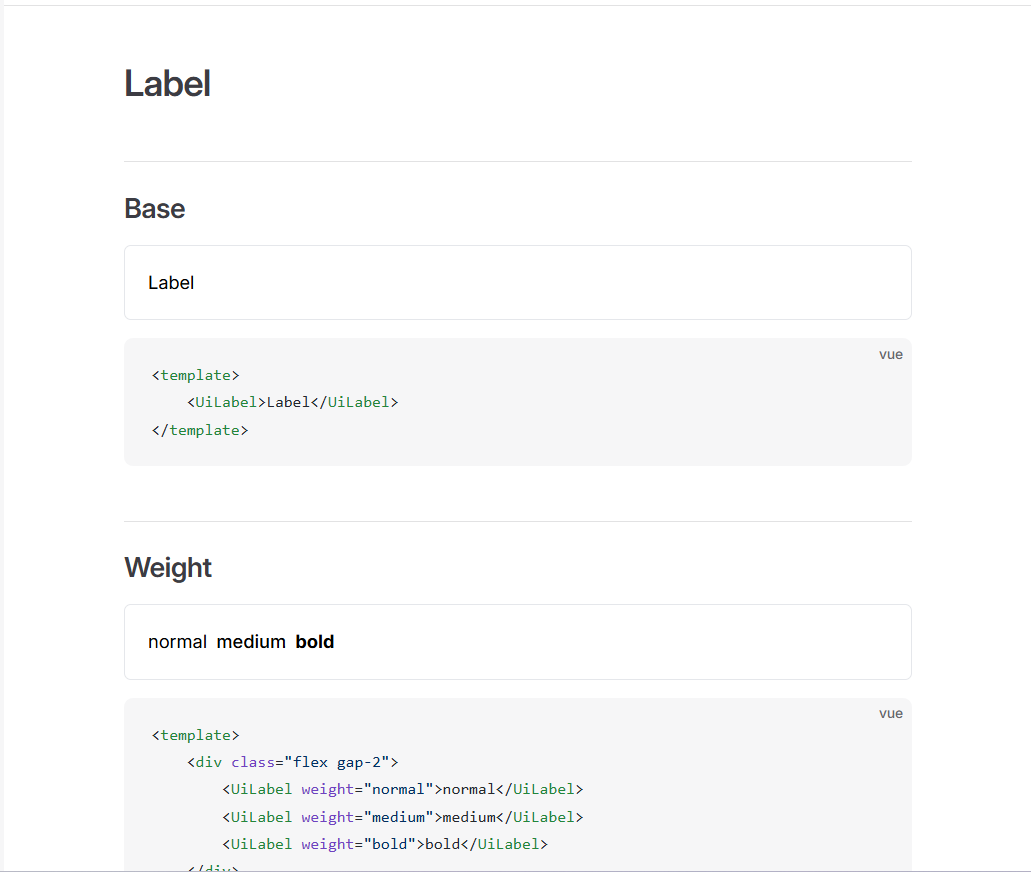 Label
Base
Label
vue
<template>
    <UiLabel>Label</UiLabel>
</template>
Weight
normal medium bold
vue
<template>
    <div class="flex gap-2">
        <UiLabel weight="normal">normal</UiLabel>
        <UiLabel weight="medium">medium</UiLabel>
        <UiLabel weight="bold">bold</UiLabel>
    </div>